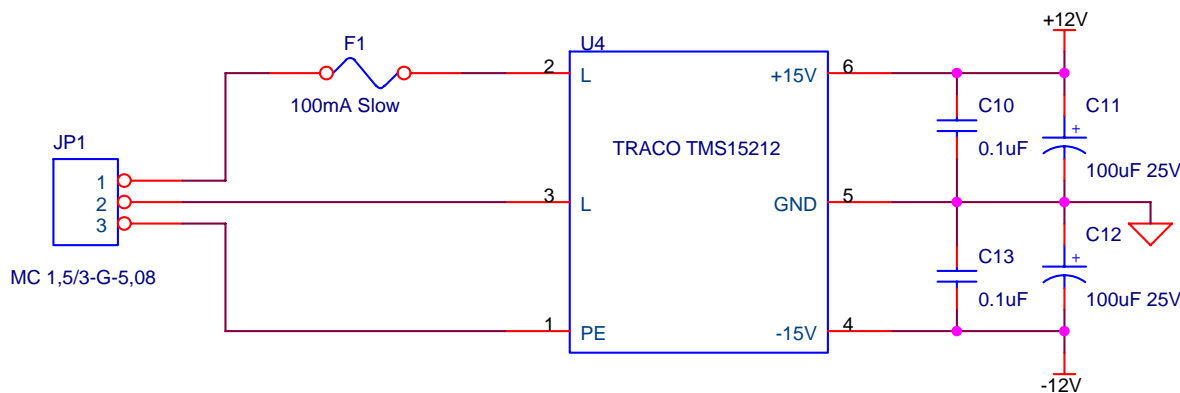 +12V
F1
100mA Slow
U4
2
L
+15V
6
C10
0.1uF
C11
+
100uF 25V
JP1
1
2
3
MC 1,5/3-G-5,08
TRACO TMS15212
3
L
GND
5
C13
0.1uF
C12
+
100uF 25V
1
PE
-15V
4
-12V